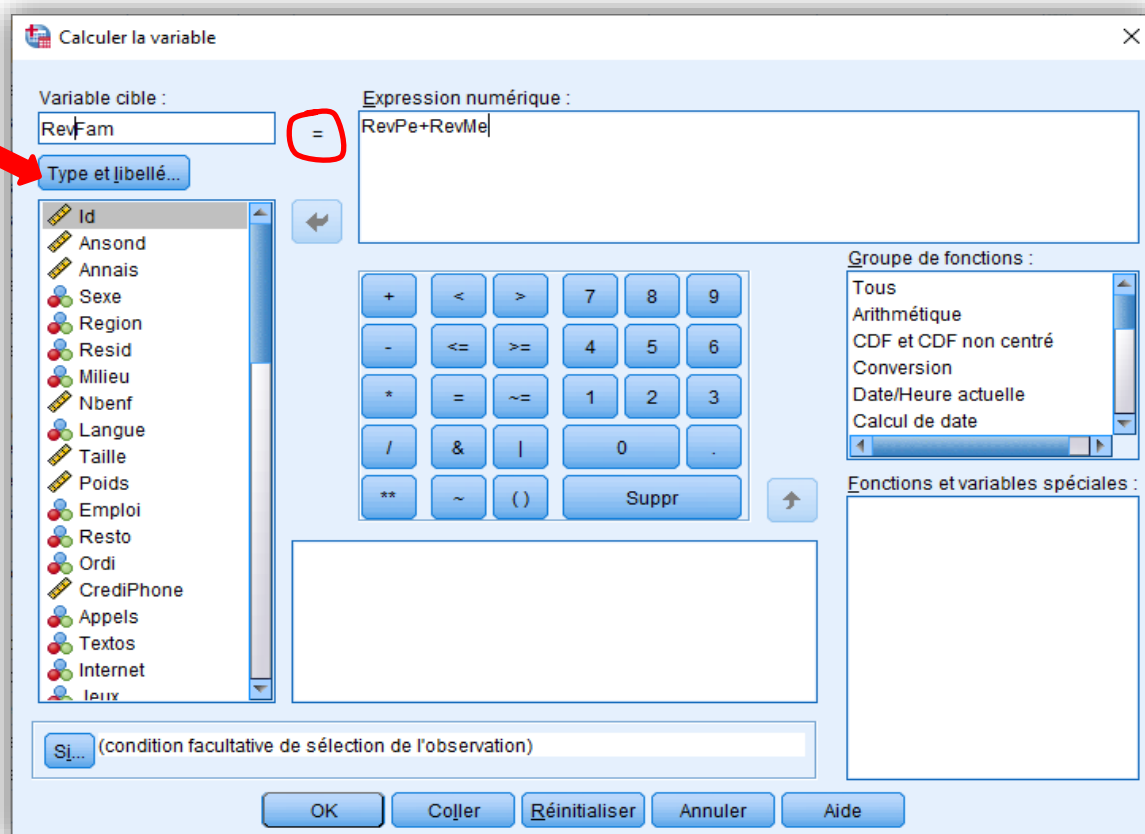 Calculer la variable
Variable cible :
RevFam
=
Expression numérique :
RevPe+RevMe
Type et libellé...
Id
Ansond
Annais
Sexe
Region
Resid
Milieu
Nbenf
Langue
Taille
Poids
Emploi
Resto
Ordi
CrediPhone
Appels
Textos
Internet
Jeux
+ < > 7 8 9
- <= >= 4 5 6
* = ~= 1 2 3
/ & | 0 .
** ~ ( ) Suppr
Groupe de fonctions :
Tous
Arithmétique
CDF et CDF non centré
Conversion
Date/Heure actuelle
Calcul de date
Fonctions et variables spéciales :
Si... (condition facultative de sélection de l'observation)
OK Coller Réinitialiser Annuler Aide